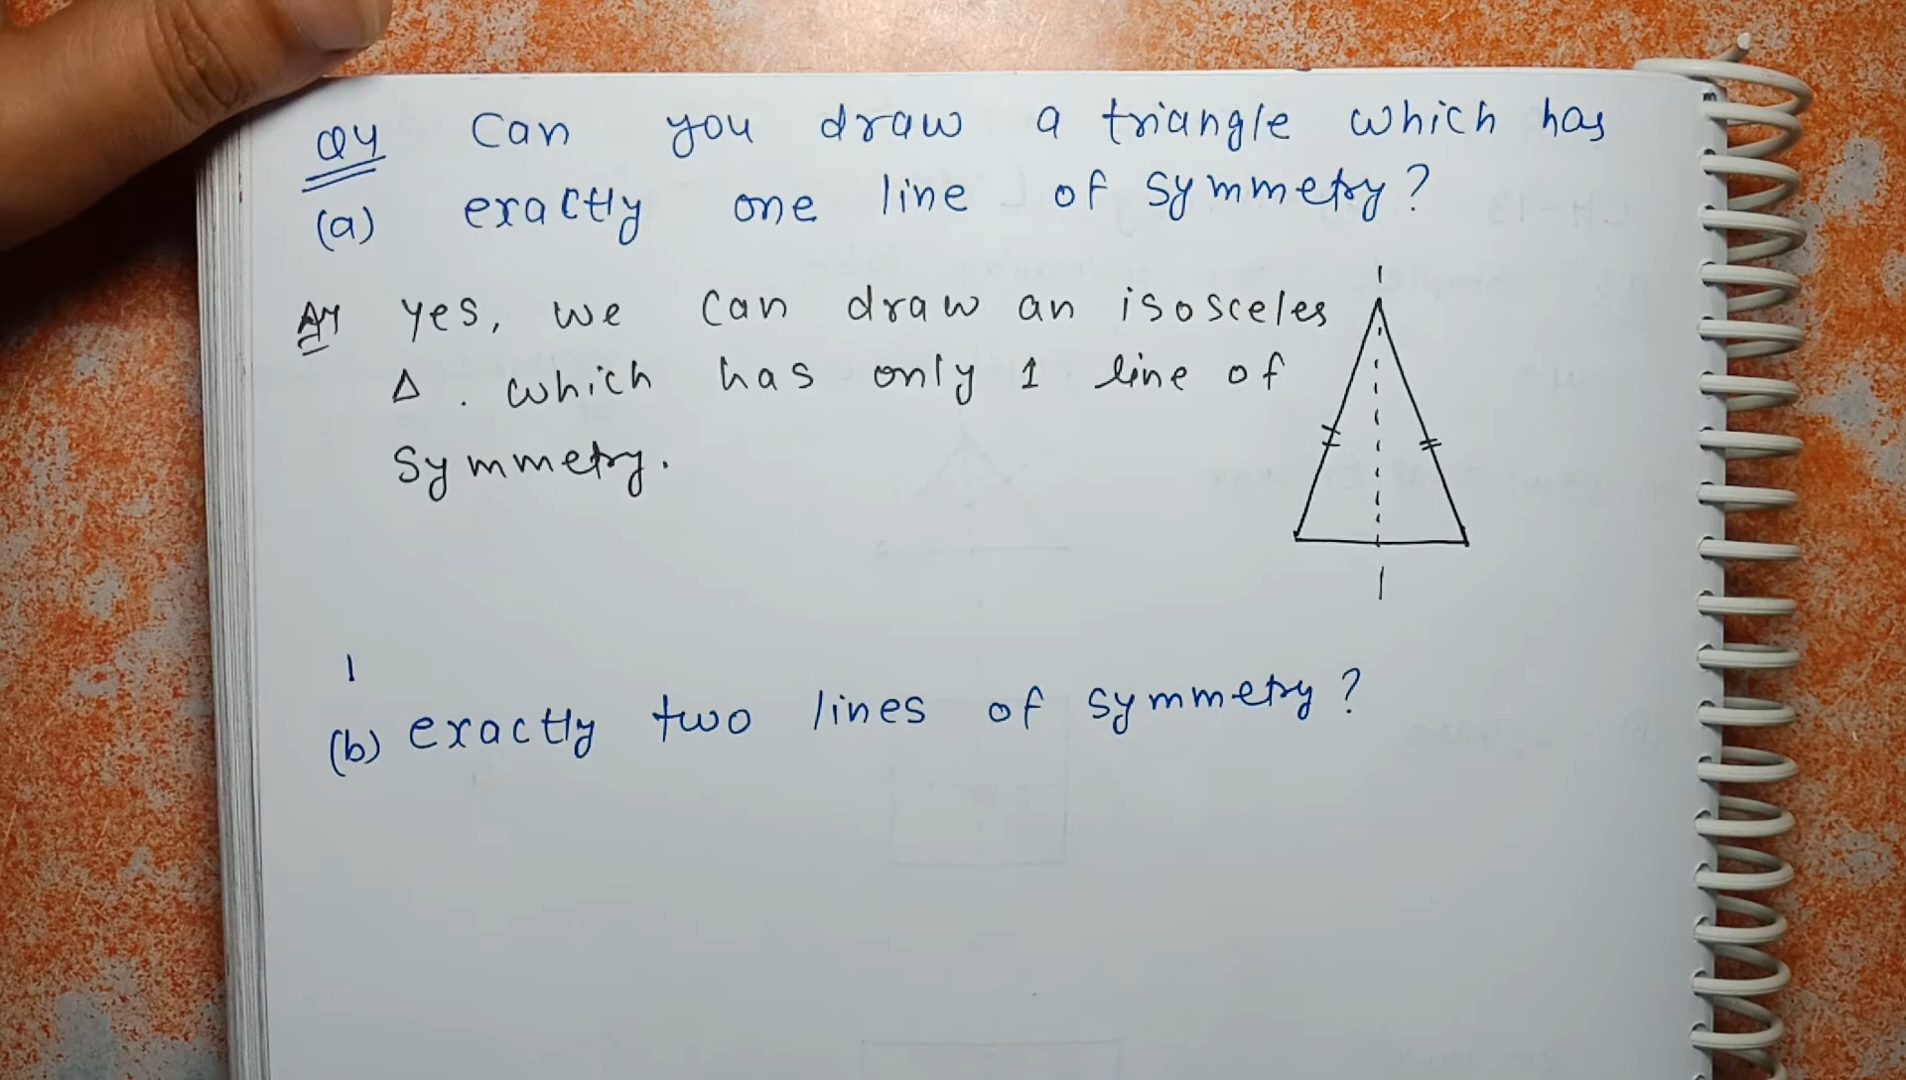 Q4 Can you draw a triangle which has
(a) exactly one line of symmetry?
Ans yes, we can draw an isosceles
Δ . which has only 1 line of
symmetry.
(b) exactly two lines of symmetry?